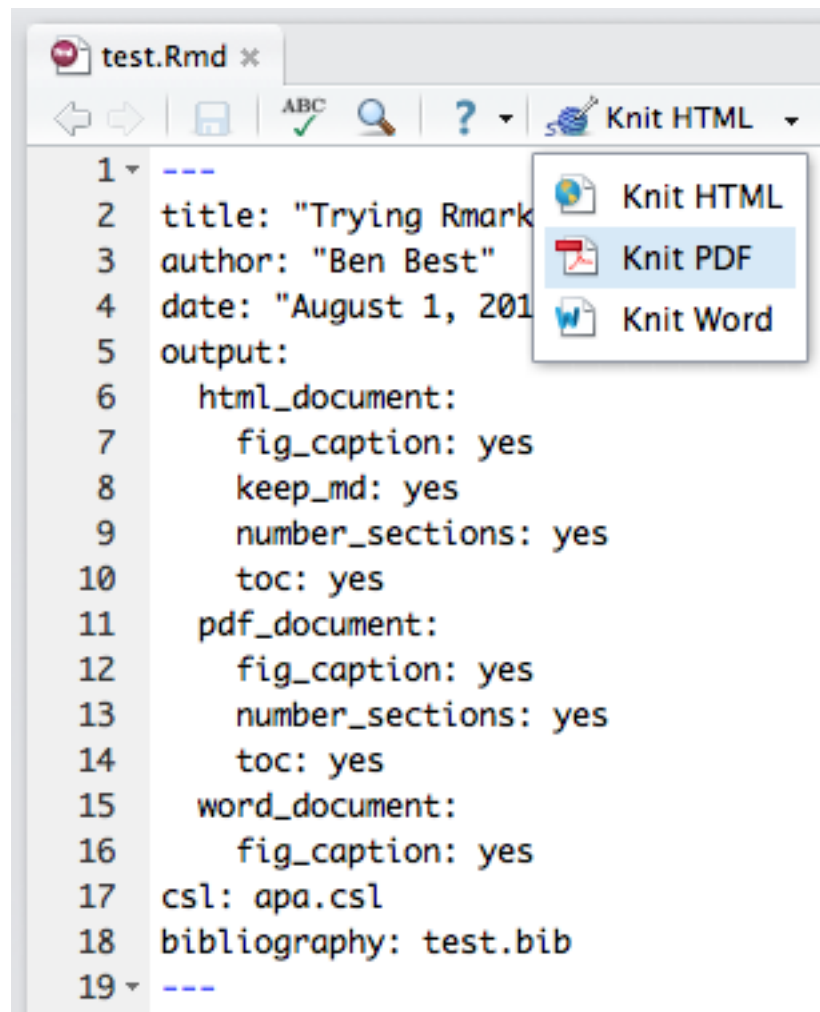 test.Rmd
ABC
? Knit HTML
Knit HTML
Knit PDF
Knit Word
1 ---
2 title: "Trying Rmark
3 author: "Ben Best"
4 date: "August 1, 201
5 output:
6   html_document:
7     fig_caption: yes
8     keep_md: yes
9     number_sections: yes
10     toc: yes
11   pdf_document:
12     fig_caption: yes
13     number_sections: yes
14     toc: yes
15   word_document:
16     fig_caption: yes
17 csl: apa.csl
18 bibliography: test.bib
19 ---